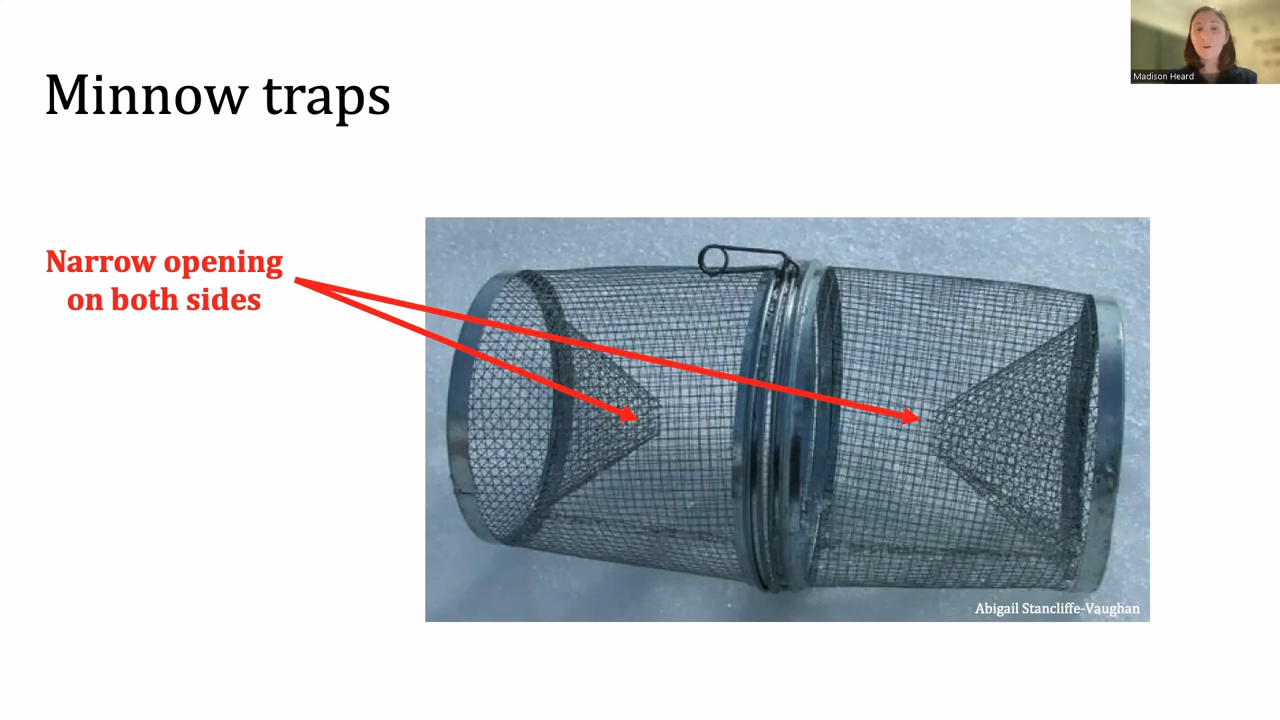 Minnow traps
Madison Heard
Narrow opening
on both sides
Abigail Stancliffe-Vaughan